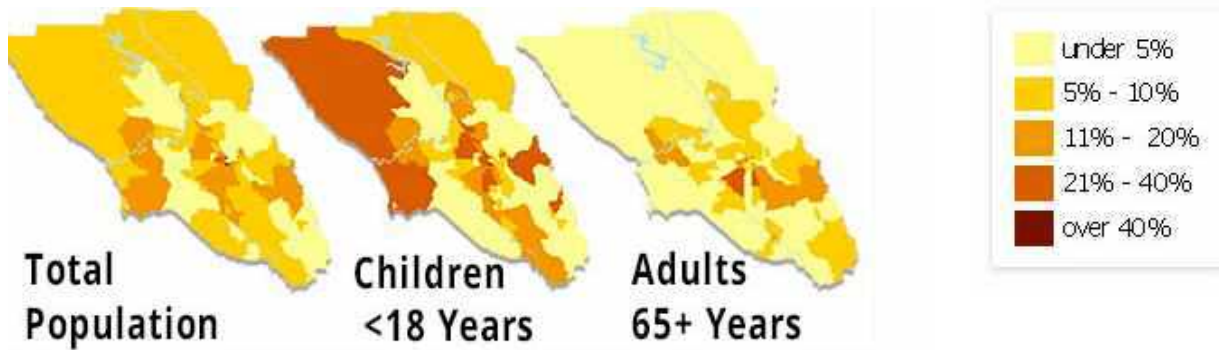 Total
Population
Children
<18 Years
Adults
65+ Years
under 5%
5% - 10%
11% - 20%
21% - 40%
over 40%